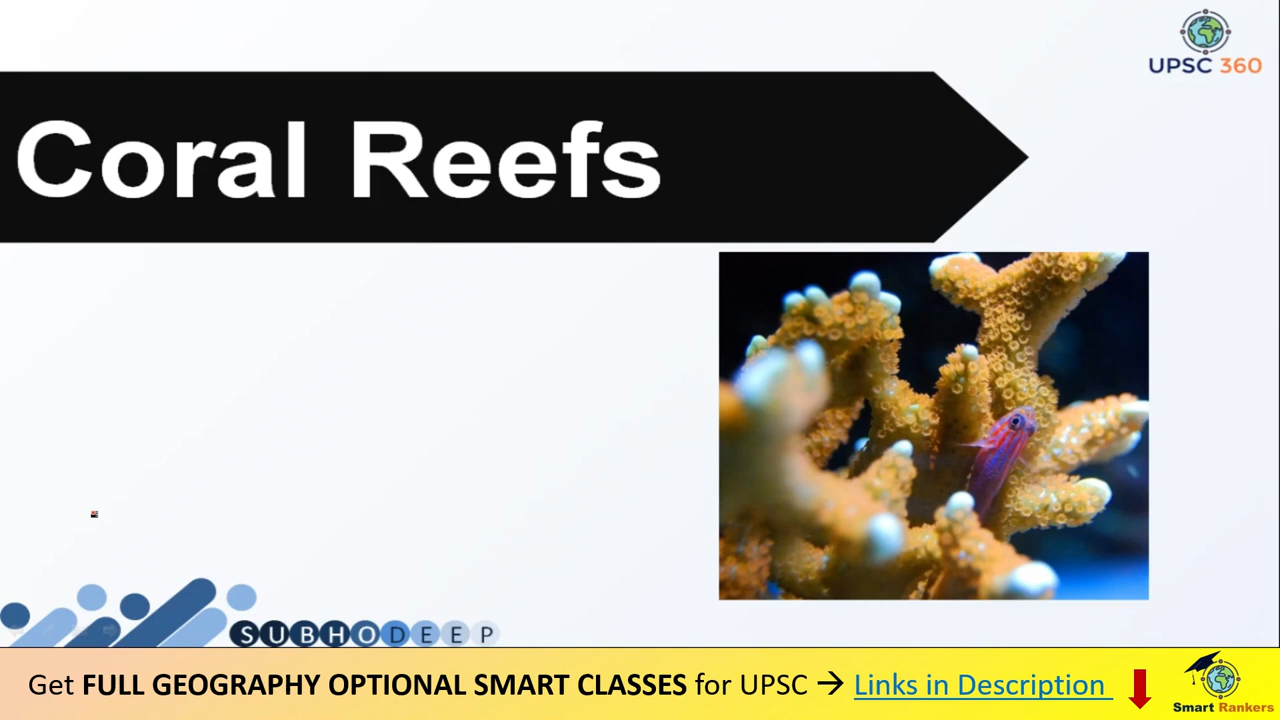 UPSC 360
Coral Reefs
SUBHODEEP
Get FULL GEOGRAPHY OPTIONAL SMART CLASSES for UPSC → Links in Description
Smart Rankers